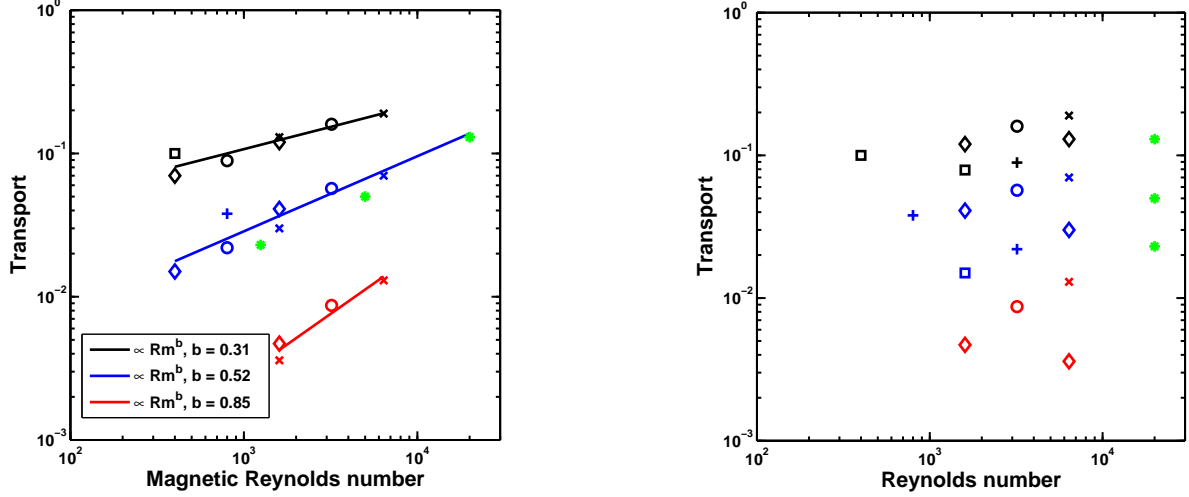 10^0
10^-1
10^-2
10^-3
10^2
10^3
10^4
Transport
Magnetic Reynolds number
∝ Rm^b, b = 0.31
∝ Rm^b, b = 0.52
∝ Rm^b, b = 0.85
10^0
10^-1
10^-2
10^-3
10^2
10^3
10^4
Transport
Reynolds number